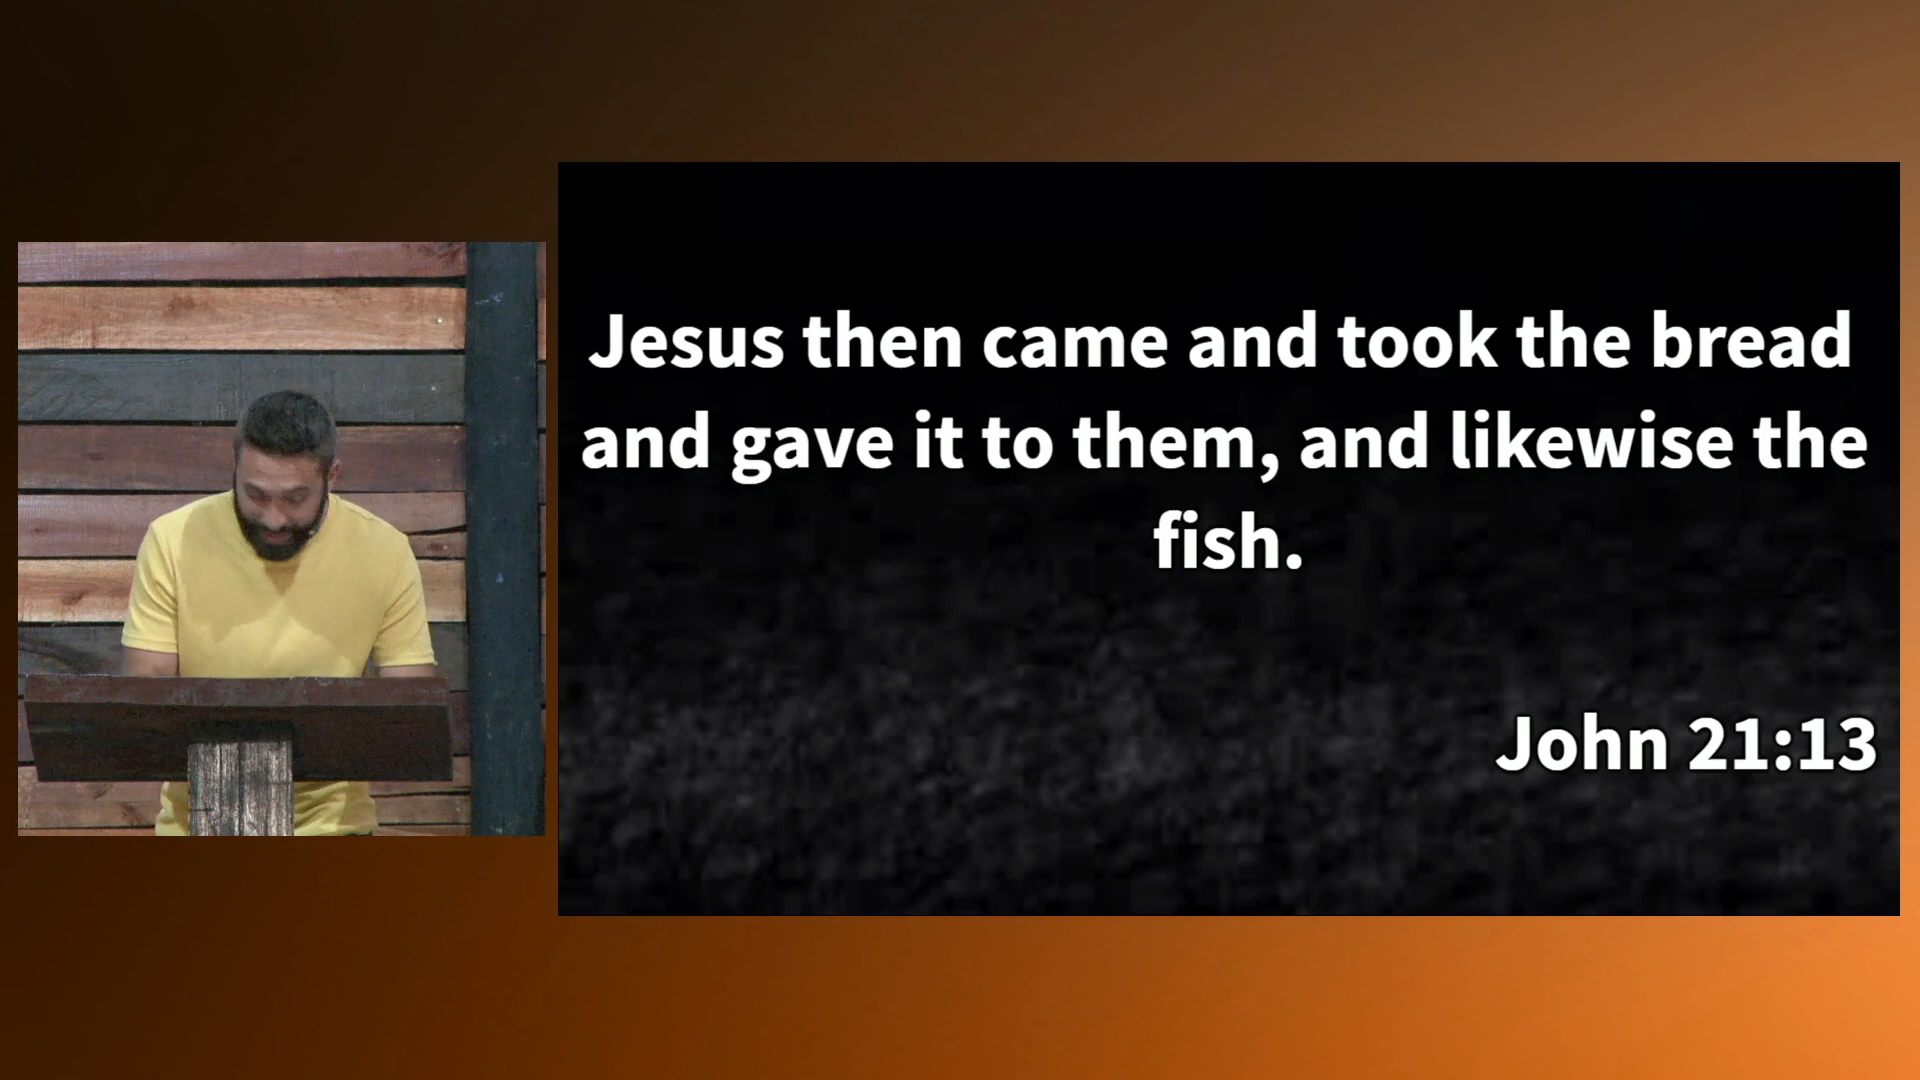 Jesus then came and took the bread
and gave it to them, and likewise the
fish.
John 21:13